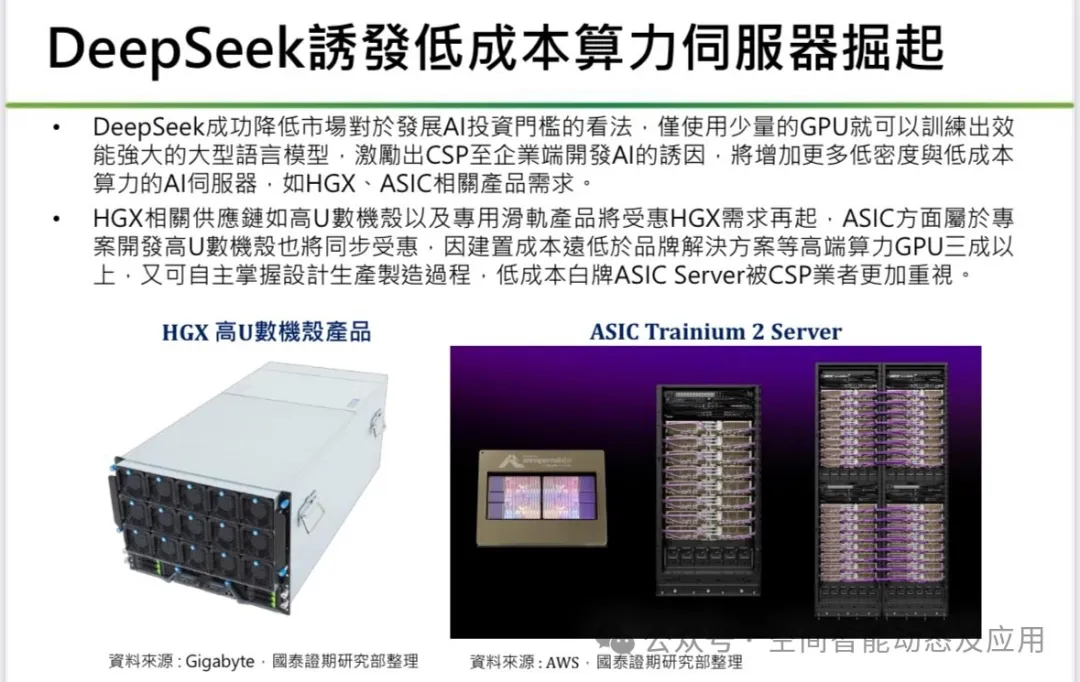 DeepSeek誘發低成本算力伺服器掘起
• DeepSeek成功降低市場對於發展AI投資門檻的看法，僅使用少量的GPU就可以訓練出效
能強大的大型語言模型，激勵出CSP至企業端開發AI的誘因，將增加更多低密度與低成本
算力的AI伺服器，如HGX、ASIC相關產品需求。
• HGX相關供應鏈如高U數機殼以及專用滑軌產品將受惠HGX需求再起，ASIC方面屬於專
案開發高U數機殼也將同步受惠，因建置成本遠低於品牌解決方案等高端算力GPU三成以
上，又可自主掌握設計生產製造過程，低成本白牌ASIC Server被CSP業者更加重視。
HGX 高U數機殼產品
ASIC Trainium 2 Server
annapurnalabs
公众号 · 空间智能动态及应用
資料來源 : Gigabyte，國泰證期研究部整理
資料來源 : AWS，國泰證期研究部整理